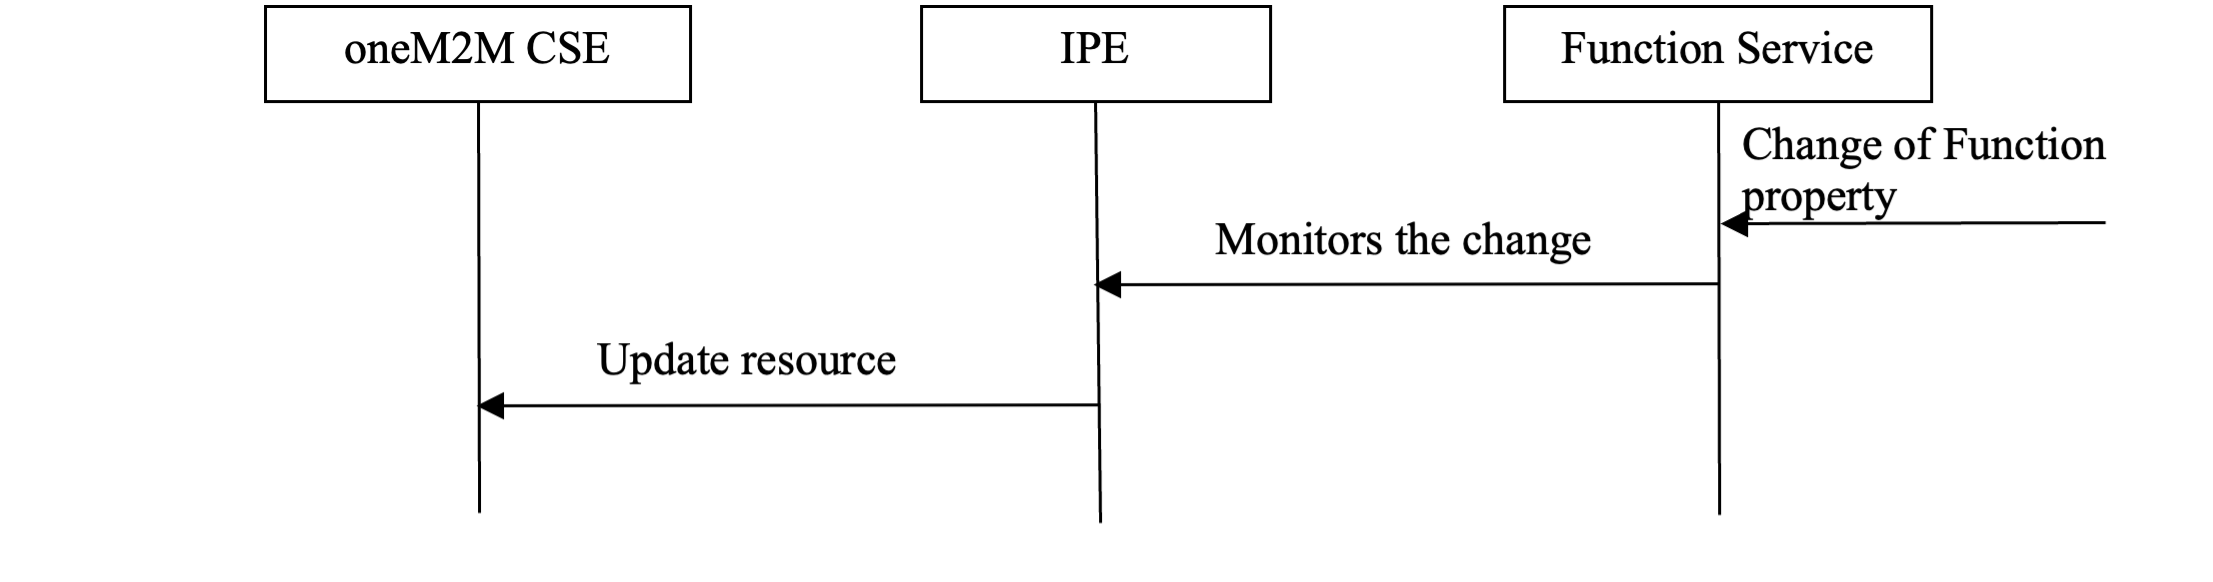 oneM2M CSE
IPE
Function Service
Change of Function
property
Monitors the change
Update resource